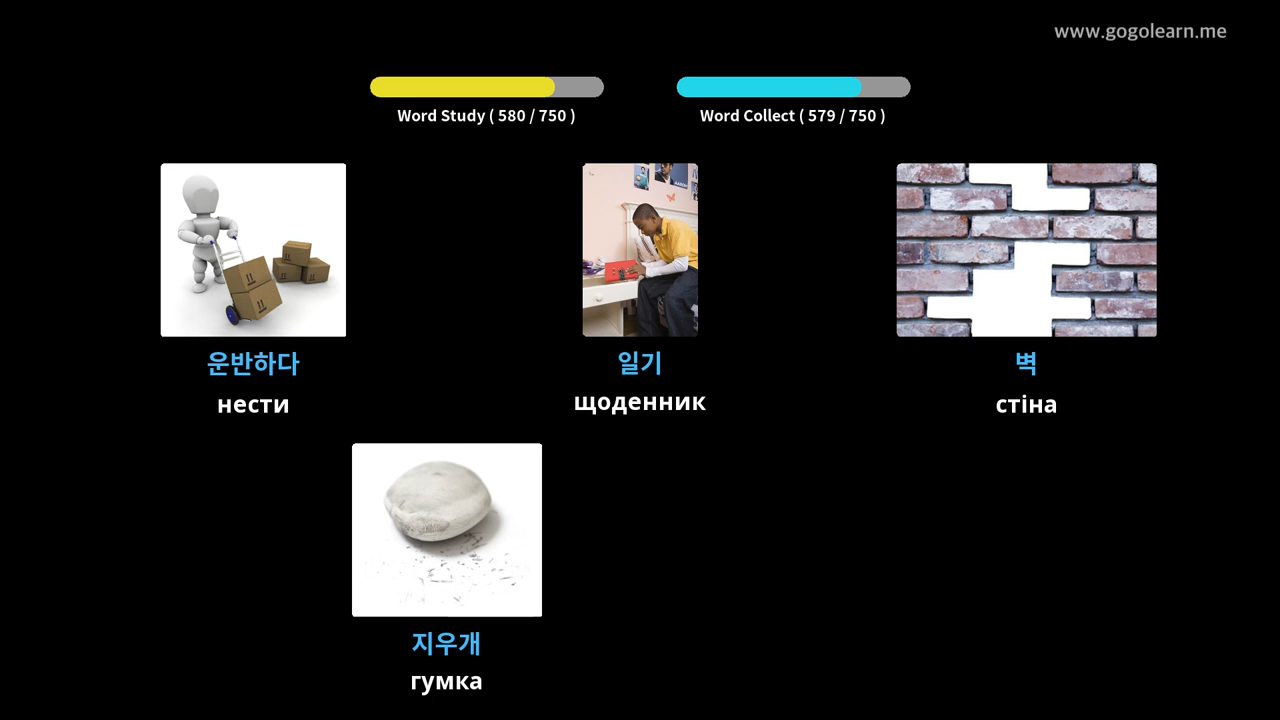 www.gogolearn.me
Word Study ( 580 / 750 )
Word Collect ( 579 / 750 )
운반하다
нести
일기
щоденник
벽
стіна
지우개
гумка